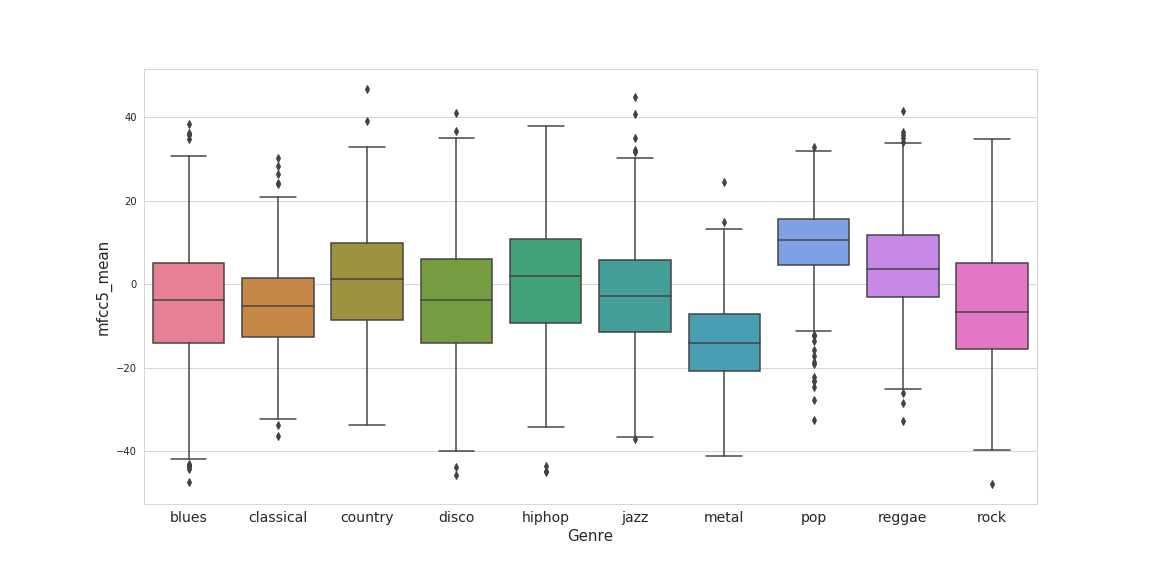 mfcc5_mean
40
20
0
−20
−40
blues classical country disco hiphop jazz metal pop reggae rock
Genre